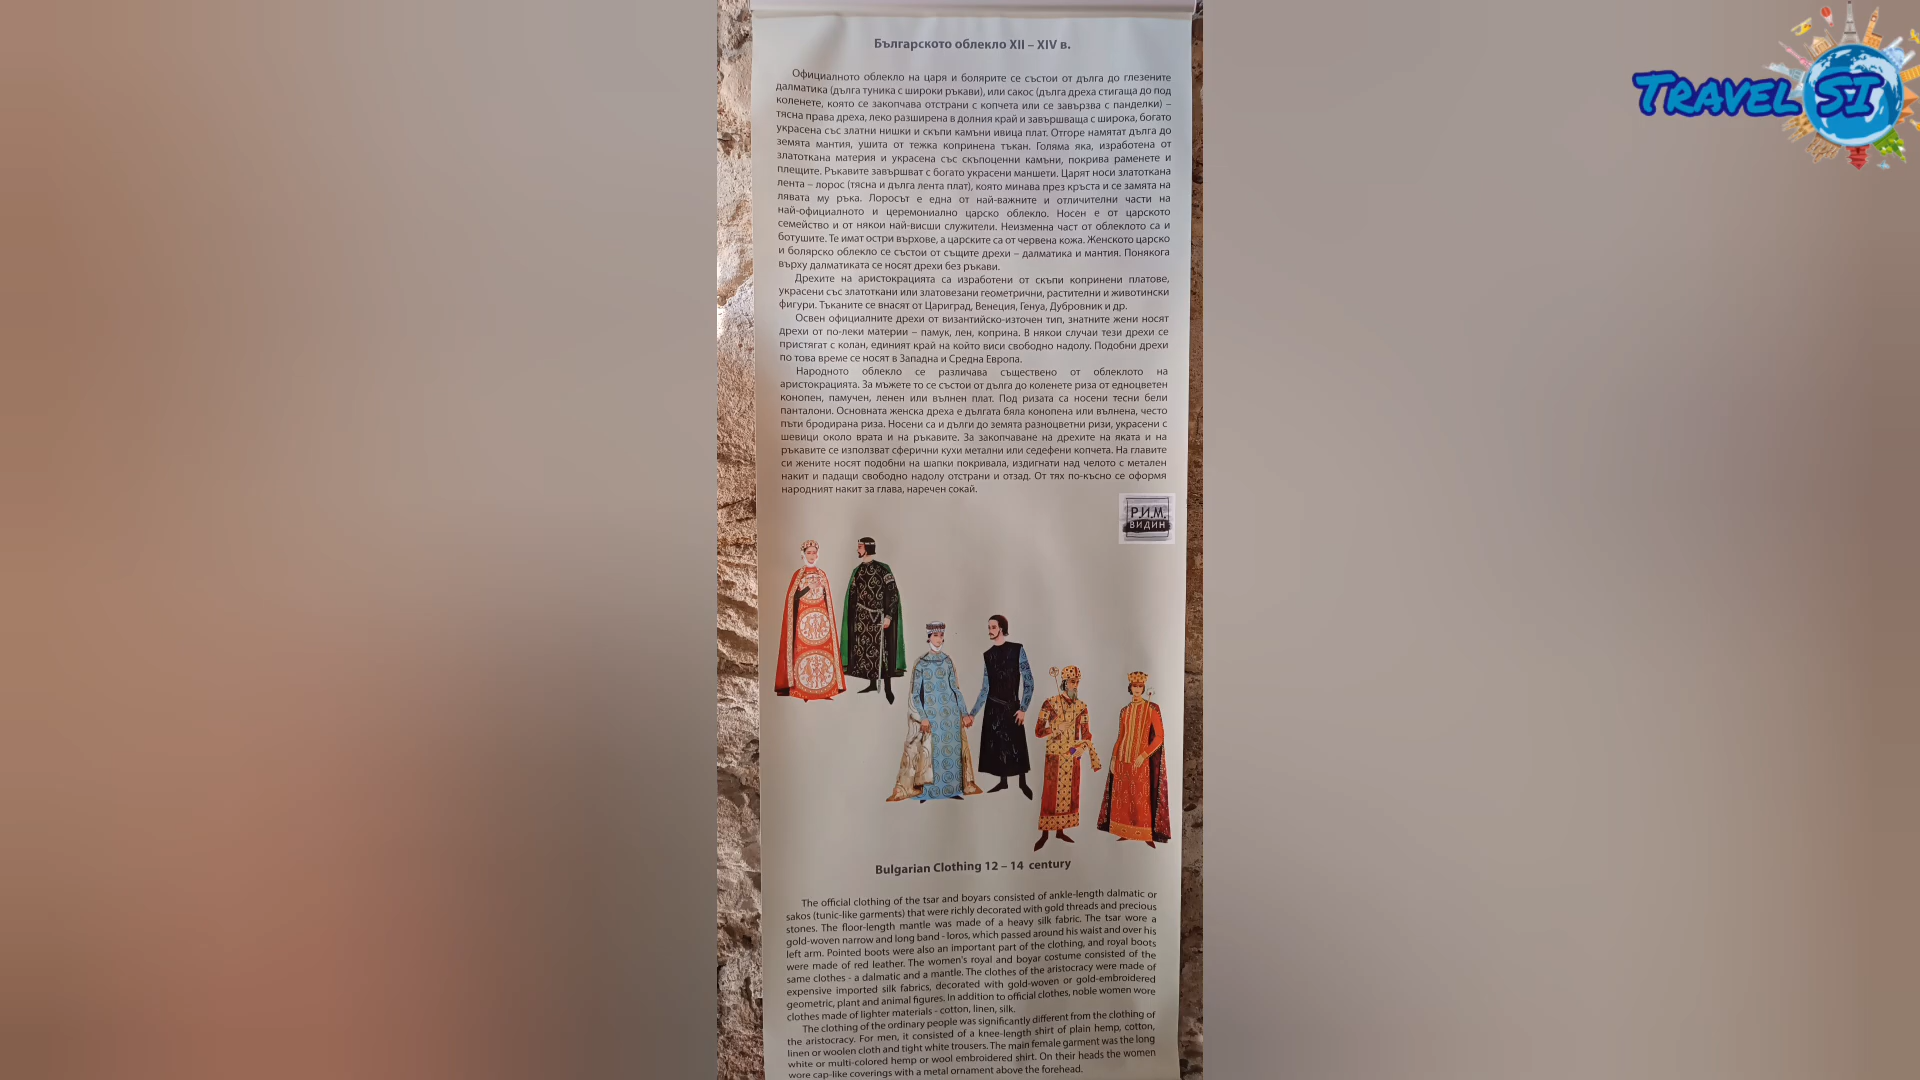 Българското облекло XII – XIV в.
Официалното облекло на царя и болярите се състои от дълга до глезените
далматика (дълга туника с широки ръкави), или сакос (дълга дреха стигаща до под
коленете, която се закопчава отстрани с копчета или се завързва с панделки) –
тясна права дреха, леко разширена в долния край и завършваща с широка, богато
украсена със златни нишки и скъпи камъни ивица плат. Отгоре намятат дълга до
земята мантия, ушита от тежка копринена тъкан. Голяма яка, изработена от
златоткана материя и украсена със скъпоценни камъни, покрива раменете и
плещите. Ръкавите завършват с богато украсени маншети. Царят носи златоткана
лента – лорос (тясна и дълга лента плат), която минава през кръста и се замята на
лявата му ръка. Лоросът е една от най-важните и отличителни части на
най-официалното и церемониално царско облекло. Носен е от царското
семейство и от някои най-висши служители. Неизменна част от облеклото са и
ботушите. Те имат остри върхове, а царските са от червена кожа. Женското царско
и болярско облекло се състои от същите дрехи – далматика и мантия. Понякога
върху далматиката се носят дрехи без ръкави.
Дрехите на аристокрацията са изработени от скъпи копринени платове,
украсени със златоткани или златовезани геометрични, растителни и животински
фигури. Тъканите се внасят от Цариград, Венеция, Генуа, Дубровник и др.
Освен официалните дрехи от византийско-източен тип, знатните жени носят
дрехи от по-леки материи – памук, лен, коприна. В някои случаи тези дрехи се
пристягат с колан, единият край на който виси свободно надолу. Подобни дрехи
по това време се носят в Западна и Средна Европа.
Народното облекло се различава съществено от облеклото на
аристокрацията. За мъжете то се състои от дълга до коленете риза от едноцветен
конопен, памучен, ленен или вълнен плат. Под ризата са носени тесни бели
панталони. Основната женска дреха е дългата бяла конопена или вълнена, често
пъти бродирана риза. Носени са и дълги до земята разноцветни ризи, украсени с
шевици около врата и на ръкавите. За закопчаване на дрехите на яката и на
ръкавите се използват сферични кухи метални или седефени копчета. На главите
си жените носят подобни на шапки покривала, издигнати над челото с метален
накит и падащи свободно надолу отстрани и отзад. От тях по-късно се оформя
народният накит за глава, наречен сокай.
Р.И.М.
ВИДИН
Bulgarian Clothing 12 – 14 century
The official clothing of the tsar and boyars consisted of ankle-length dalmatic or
sakos (tunic-like garments) that were richly decorated with gold threads and precious
stones. The floor-length mantle was made of a heavy silk fabric. The tsar wore a
gold-woven narrow and long band - loros, which passed around his waist and over his
left arm. Pointed boots were also an important part of the clothing, and royal boots
were made of red leather. The women's royal and boyar costume consisted of the
same clothes - a dalmatic and a mantle. The clothes of the aristocracy were made of
expensive imported silk fabrics, decorated with gold-woven or gold-embroidered
geometric, plant and animal figures. In addition to official clothes, noble women wore
clothes made of lighter materials - cotton, linen, silk.
The clothing of the ordinary people was significantly different from the clothing of
the aristocracy. For men, it consisted of a knee-length shirt of plain hemp, cotton,
linen or woolen cloth and tight white trousers. The main female garment was the long
white or multi-colored hemp or wool embroidered shirt. On their heads the women
wore cap-like coverings with a metal ornament above the forehead.
TRAVEL SI